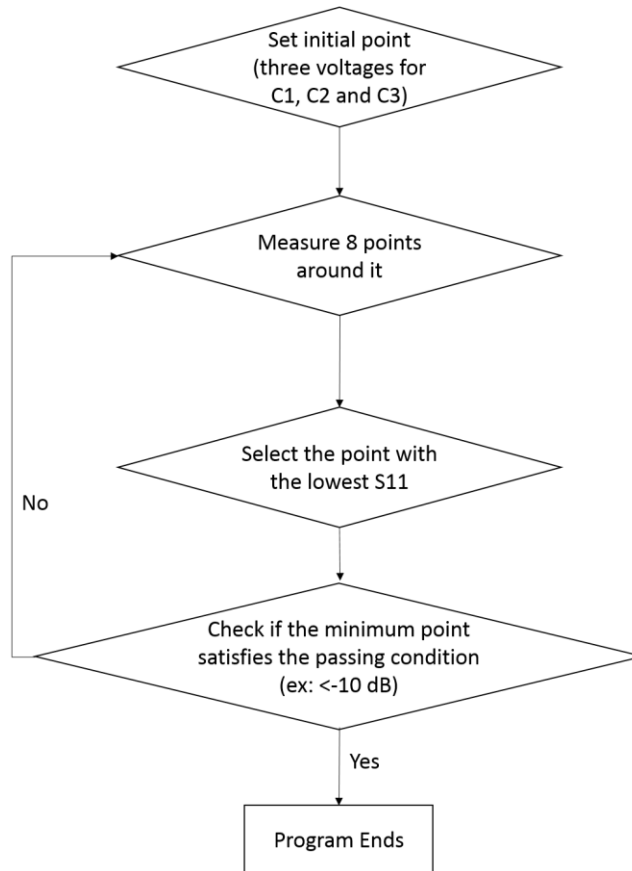 Set initial point
(three voltages for
C1, C2 and C3)
Measure 8 points
around it
Select the point with
the lowest S11
No
Check if the minimum point
satisfies the passing condition
(ex: <-10 dB)
Yes
Program Ends